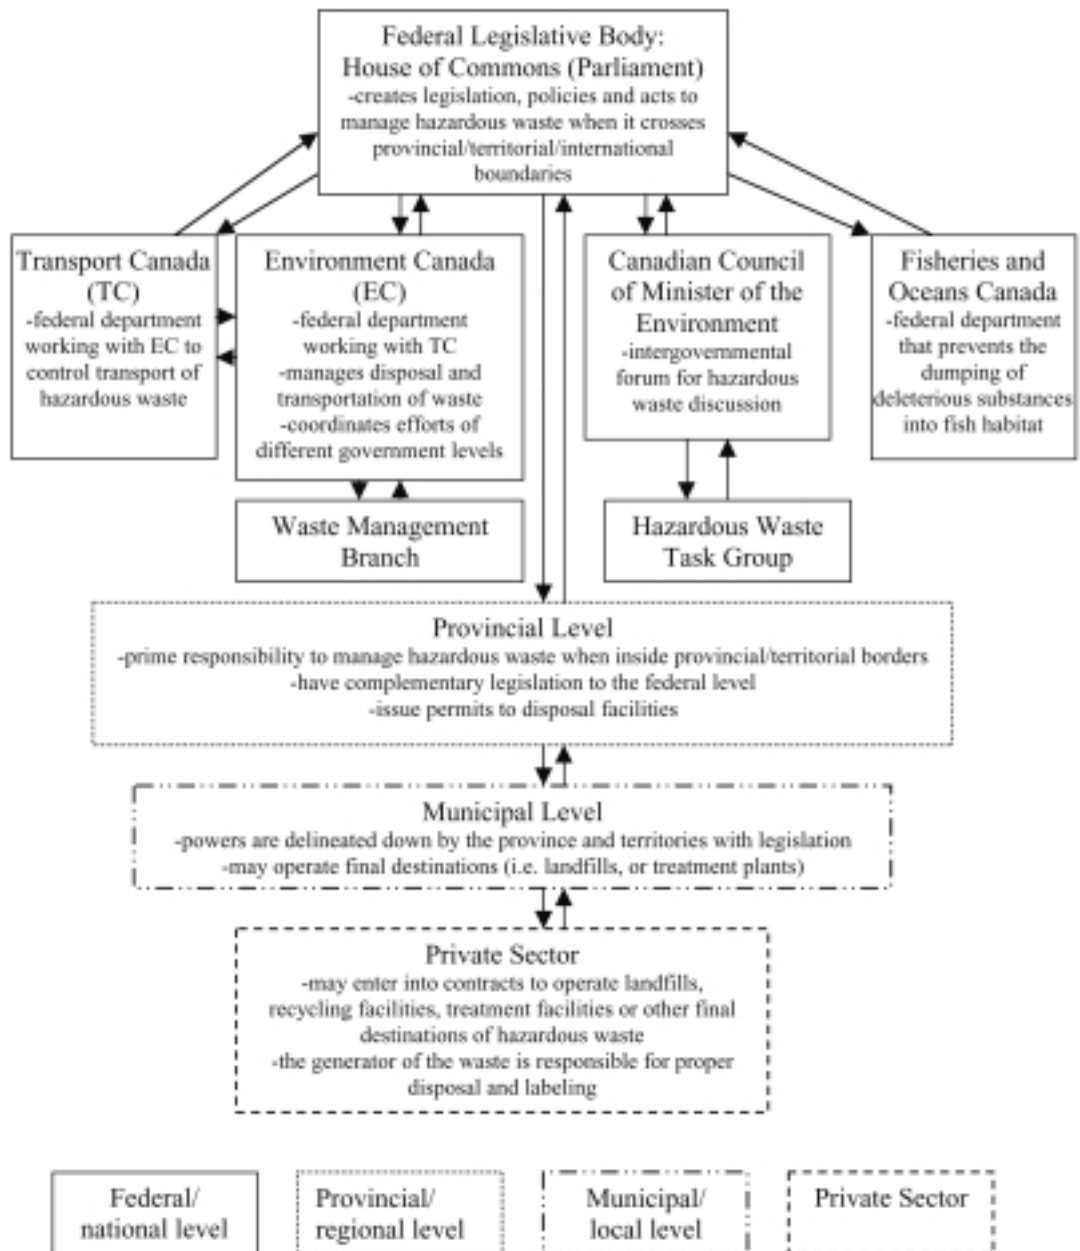 Federal Legislative Body:
House of Commons (Parliament)
-creates legislation, policies and acts to
manage hazardous waste when it crosses
provincial/territorial/international
boundaries
Transport Canada
(TC)
-federal department
working with EC to
control transport of
hazardous waste
Environment Canada
(EC)
-federal department
working with TC
-manages disposal and
transportation of waste
-coordinates efforts of
different government levels
Canadian Council
of Minister of the
Environment
-intergovernmental
forum for hazardous
waste discussion
Fisheries and
Oceans Canada
-federal department
that prevents the
dumping of
deleterious substances
into fish habitat
Waste Management
Branch
Hazardous Waste
Task Group
Provincial Level
-prime responsibility to manage hazardous waste when inside provincial/territorial borders
-have complementary legislation to the federal level
-issue permits to disposal facilities
Municipal Level
-powers are delineated down by the province and territories with legislation
-may operate final destinations (i.e. landfills, or treatment plants)
Private Sector
-may enter into contracts to operate landfills,
recycling facilities, treatment facilities or other final
destinations of hazardous waste
-the generator of the waste is responsible for proper
disposal and labeling
Federal/
national level
Provincial/
regional level
Municipal/
local level
Private Sector